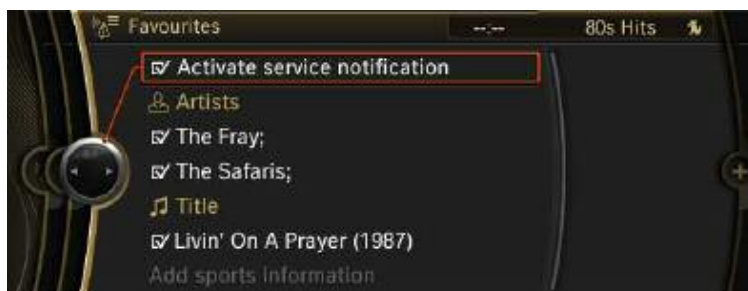 Favourites --:-- 80s Hits
Activate service notification
Artists
The Fray;
The Safaris;
Title
Livin' On A Prayer (1987)
Add sports Information